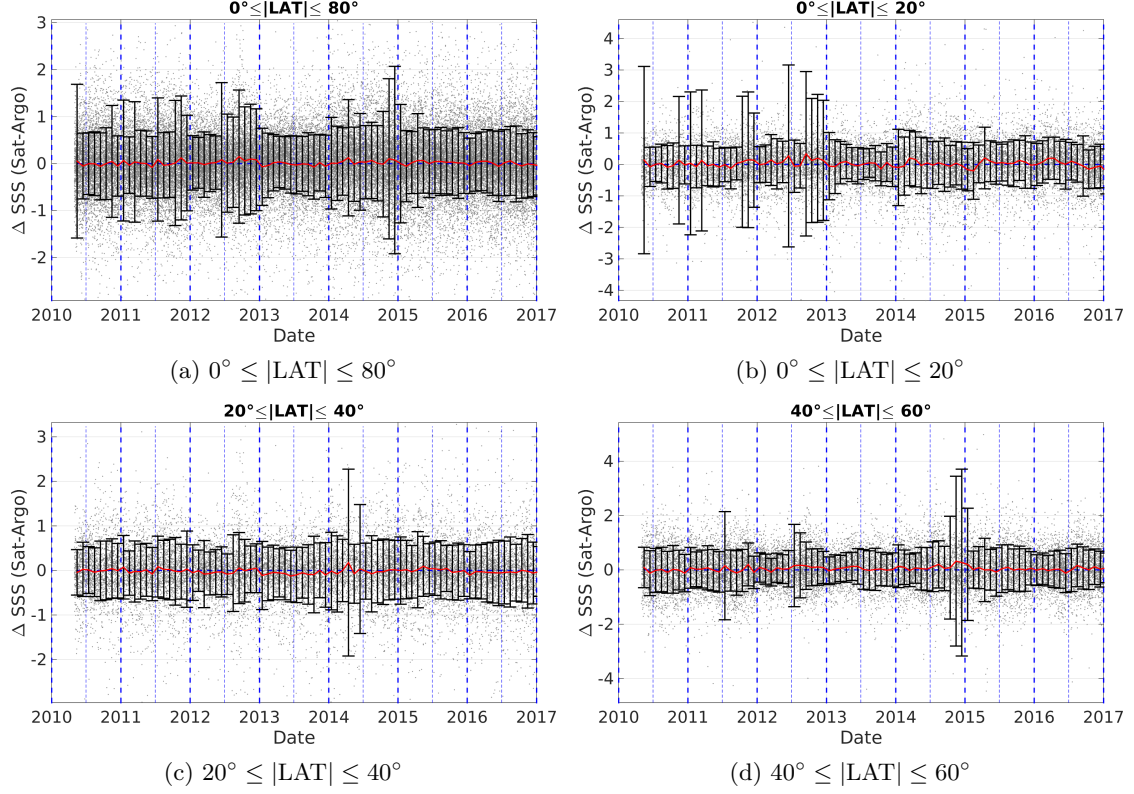 0°≤|LAT|≤ 80°
3
2
1
0
-1
-2
Δ SSS (Sat-Argo)
2010 2011 2012 2013 2014 2015 2016 2017
Date
(a) 0° ≤ |LAT| ≤ 80°
0°≤|LAT|≤ 20°
4
3
2
1
0
-1
-2
-3
-4
Δ SSS (Sat-Argo)
2010 2011 2012 2013 2014 2015 2016 2017
Date
(b) 0° ≤ |LAT| ≤ 20°
20°≤|LAT|≤ 40°
3
2
1
0
-1
-2
Δ SSS (Sat-Argo)
2010 2011 2012 2013 2014 2015 2016 2017
Date
(c) 20° ≤ |LAT| ≤ 40°
40°≤|LAT|≤ 60°
4
2
0
-2
-4
Δ SSS (Sat-Argo)
2010 2011 2012 2013 2014 2015 2016 2017
Date
(d) 40° ≤ |LAT| ≤ 60°